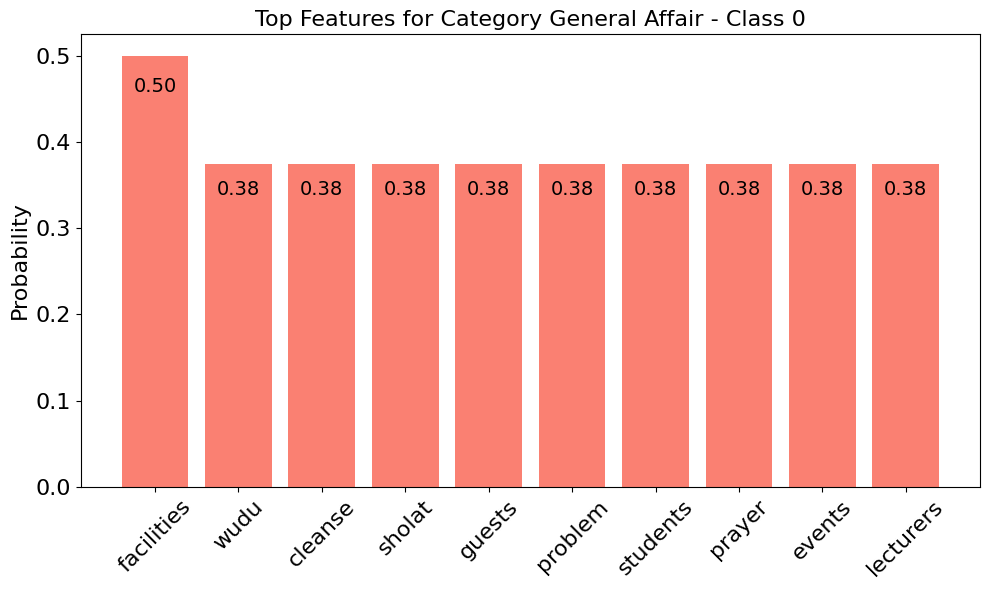 Top Features for Category General Affair - Class 0
Probability
0.5
0.4
0.3
0.2
0.1
0.0
0.50
0.38
0.38
0.38
0.38
0.38
0.38
0.38
0.38
0.38
facilities
wudu
cleanse
sholat
guests
problem
students
prayer
events
lecturers